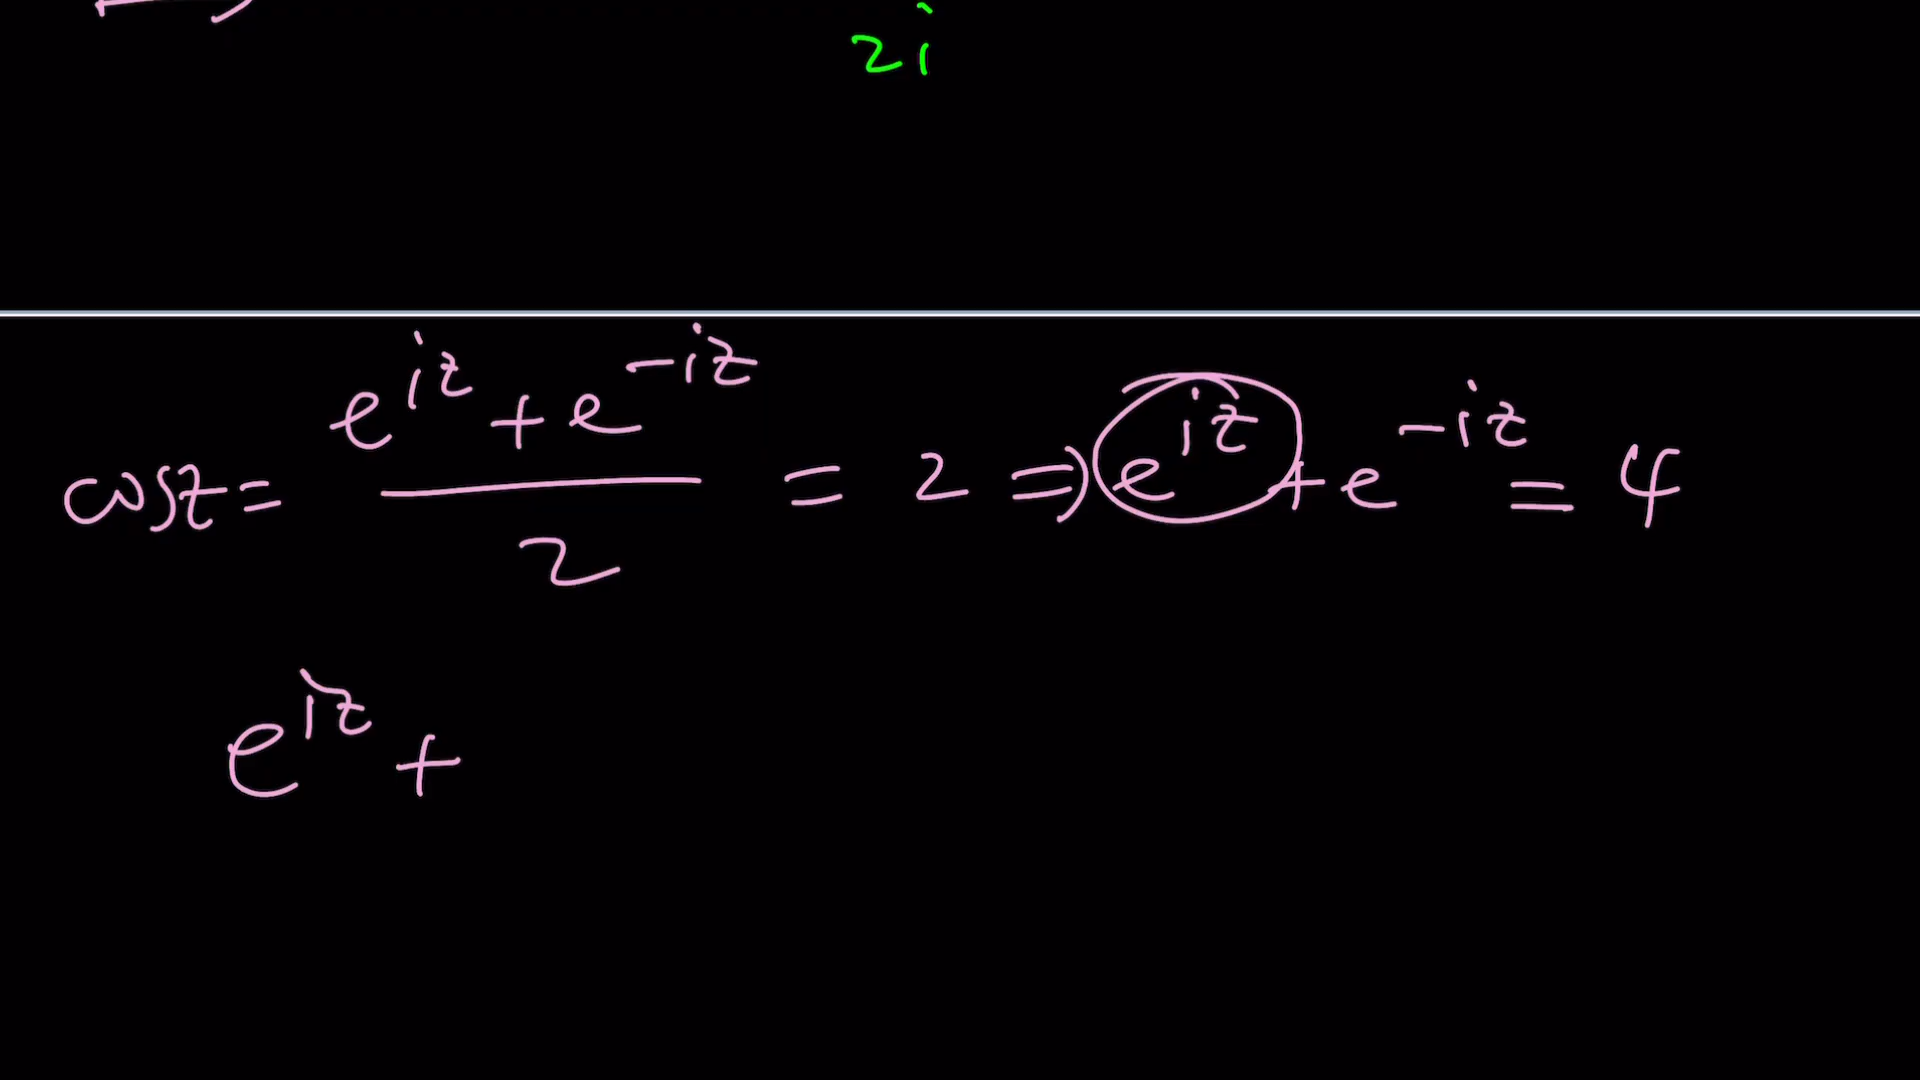 2i
cosz = (e^{iz} + e^{-iz})/2 = 2 ⇒ e^{iz} + e^{-iz} = 4
e^{iz} +